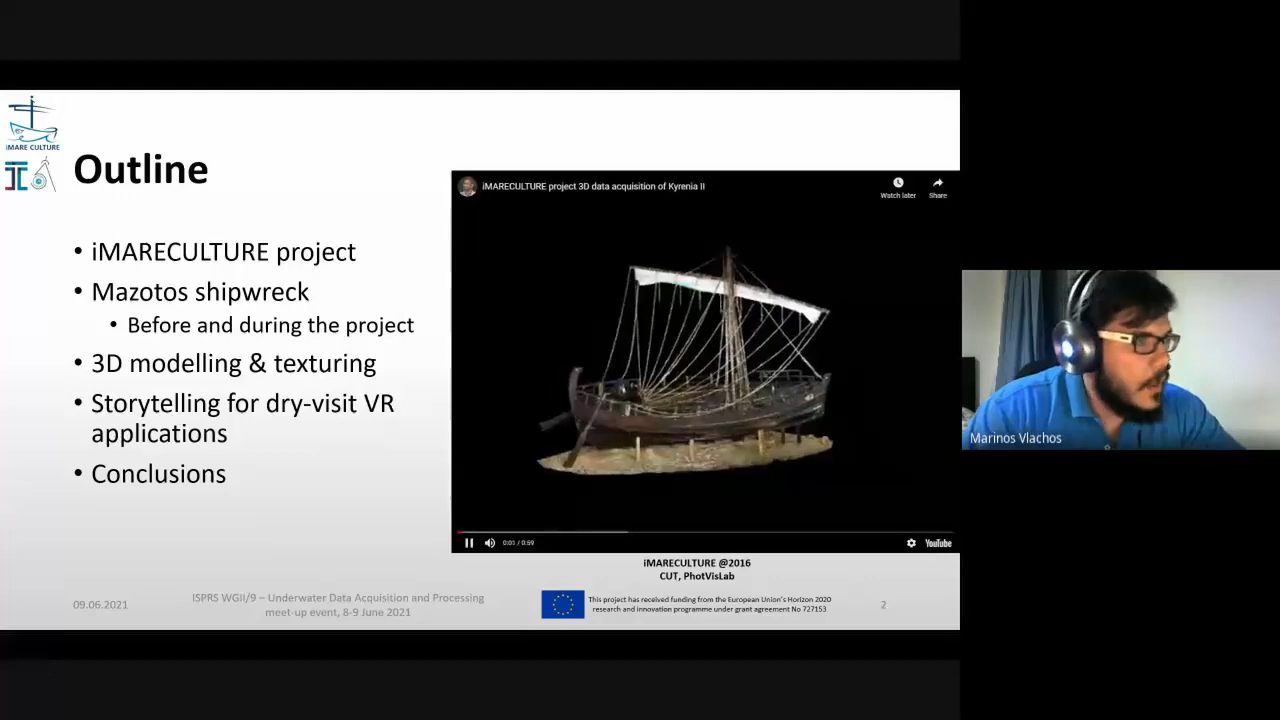 iMARE CULTURE
Outline
• iMARECULTURE project
• Mazotos shipwreck
• Before and during the project
• 3D modelling & texturing
• Storytelling for dry-visit VR
applications
• Conclusions
iMARECULTURE project 3D data acquisition of Kyrenia II
Watch later
Share
0:01 / 0:59
YouTube
iMARECULTURE @2016
CUT, PhotVisLab
09.06.2021
ISPRS WGII/9 – Underwater Data Acquisition and Processing
meet-up event, 8-9 June 2021
This project has received funding from the European Union's Horizon 2020
research and innovation programme under grant agreement No 727153
2
Marinos Vlachos